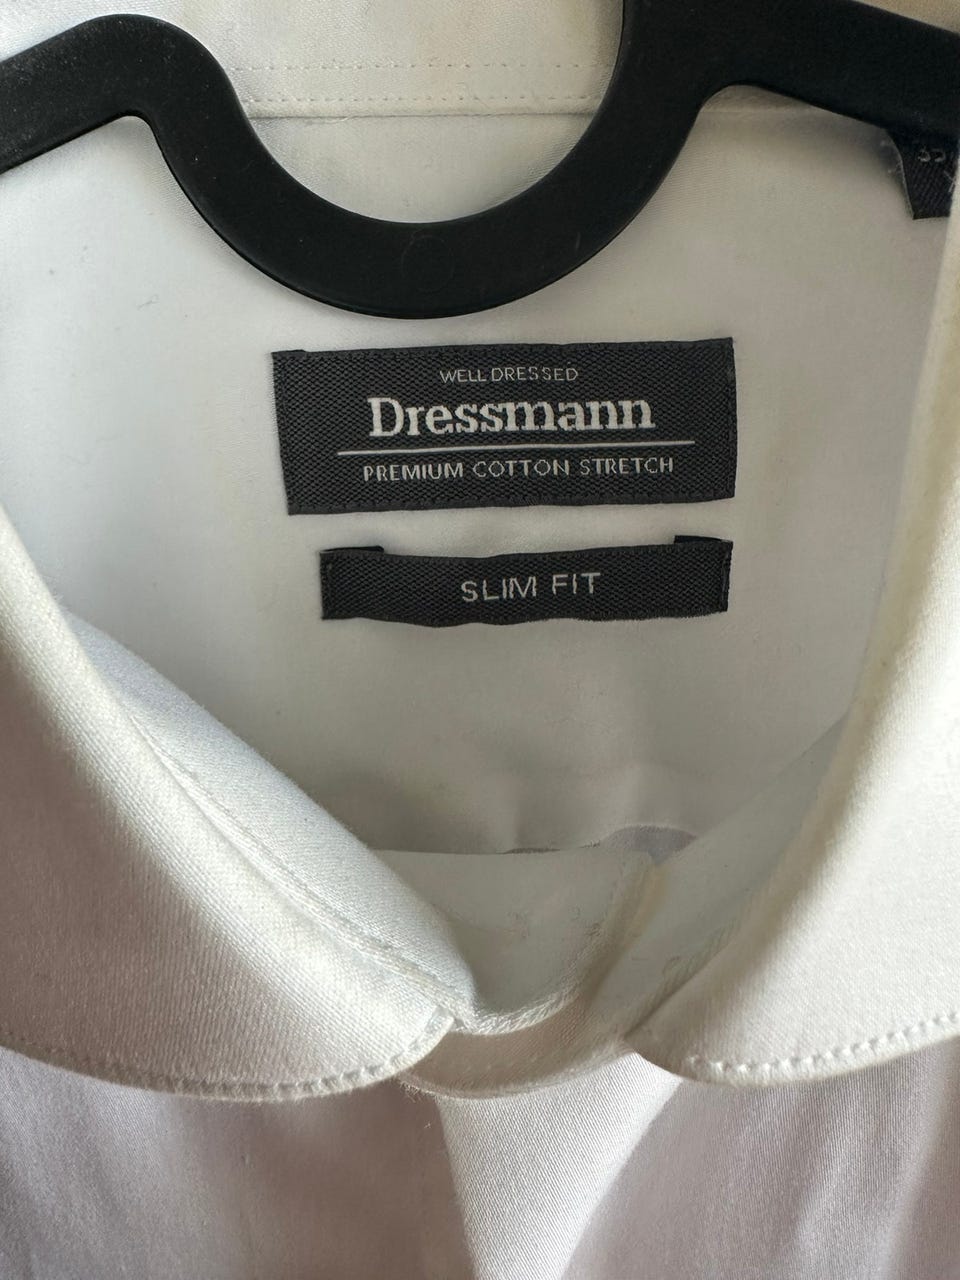 WELL DRESSED
Dressmann
PREMIUM COTTON STRETCH
SLIM FIT